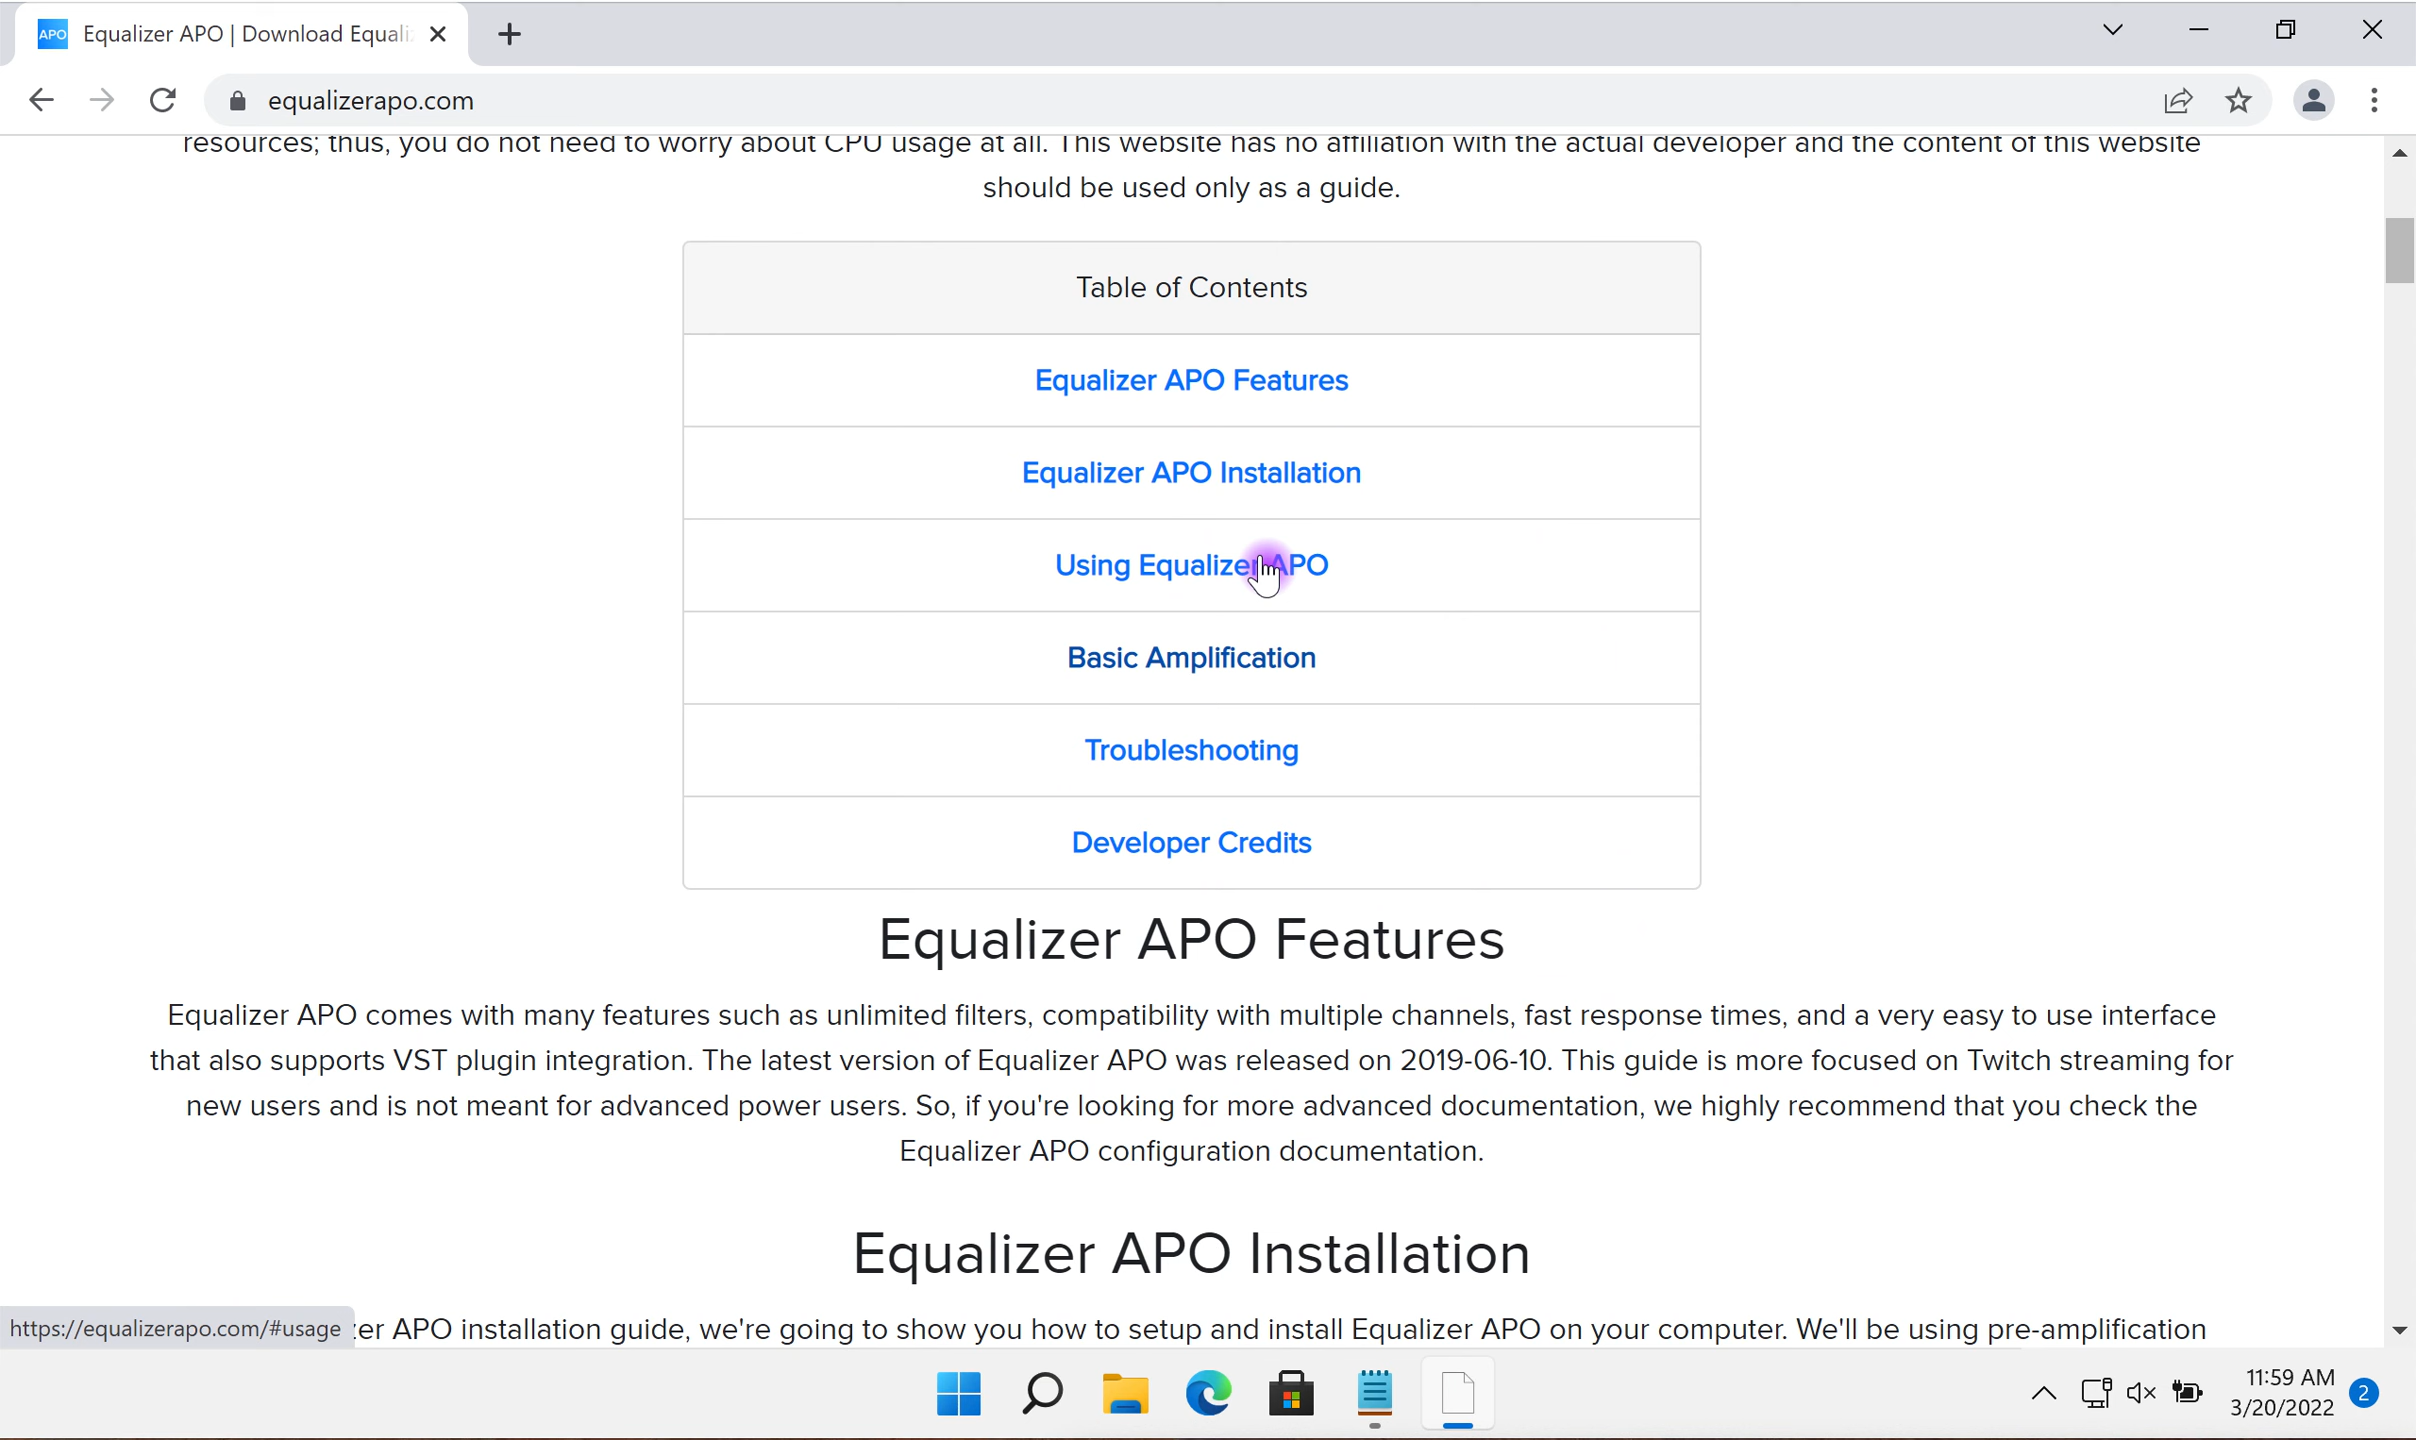 APO Equalizer APO | Download Equali
equalizerapo.com
resources; thus, you do not need to worry about CPU usage at all. This website has no affiliation with the actual developer and the content of this website
should be used only as a guide.
Table of Contents
Equalizer APO Features
Equalizer APO Installation
Using Equalizer APO
Basic Amplification
Troubleshooting
Developer Credits
Equalizer APO Features
Equalizer APO comes with many features such as unlimited filters, compatibility with multiple channels, fast response times, and a very easy to use interface
that also supports VST plugin integration. The latest version of Equalizer APO was released on 2019-06-10. This guide is more focused on Twitch streaming for
new users and is not meant for advanced power users. So, if you're looking for more advanced documentation, we highly recommend that you check the
Equalizer APO configuration documentation.
Equalizer APO Installation
https://equalizerapo.com/#usage er APO installation guide, we're going to show you how to setup and install Equalizer APO on your computer. We'll be using pre-amplification
11:59 AM
3/20/2022
2